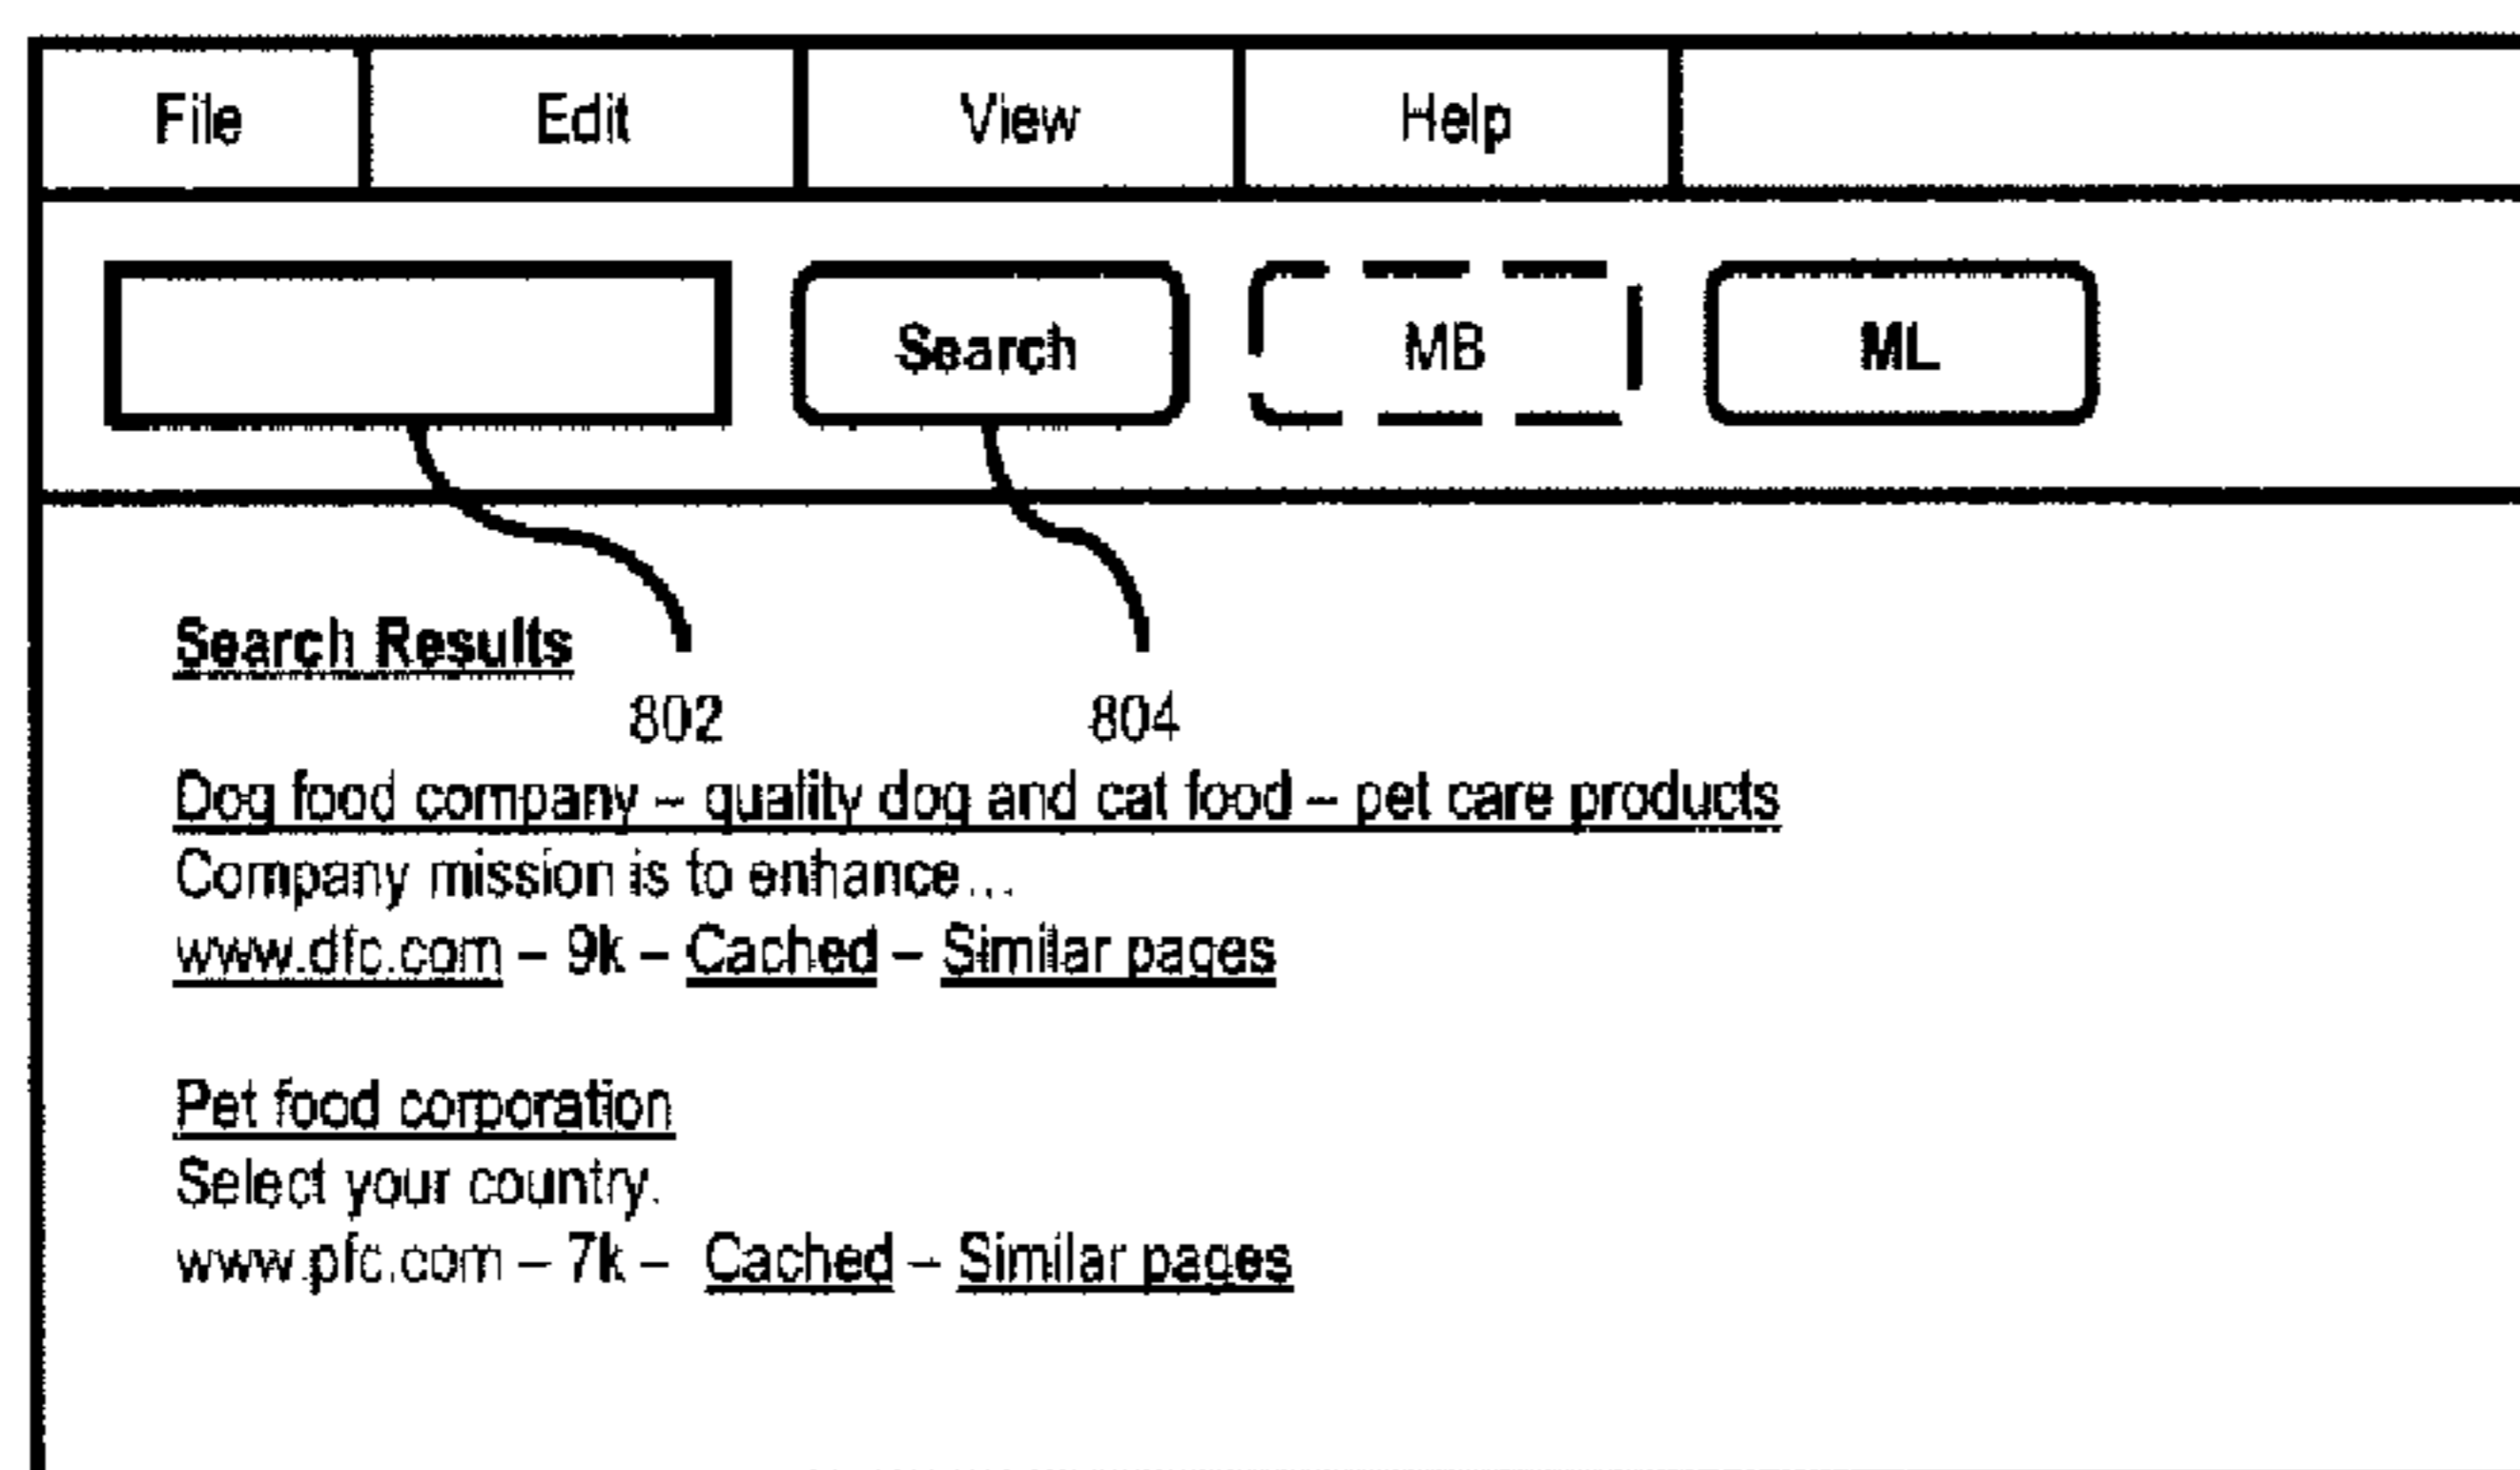 File Edit View Help
Search MB ML
Search Results
802 804
Dog food company – quality dog and cat food – pet care products
Company mission is to enhance...
www.dfc.com – 9k – Cached – Similar pages
Pet food corporation
Select your country.
www.pfc.com – 7k – Cached – Similar pages